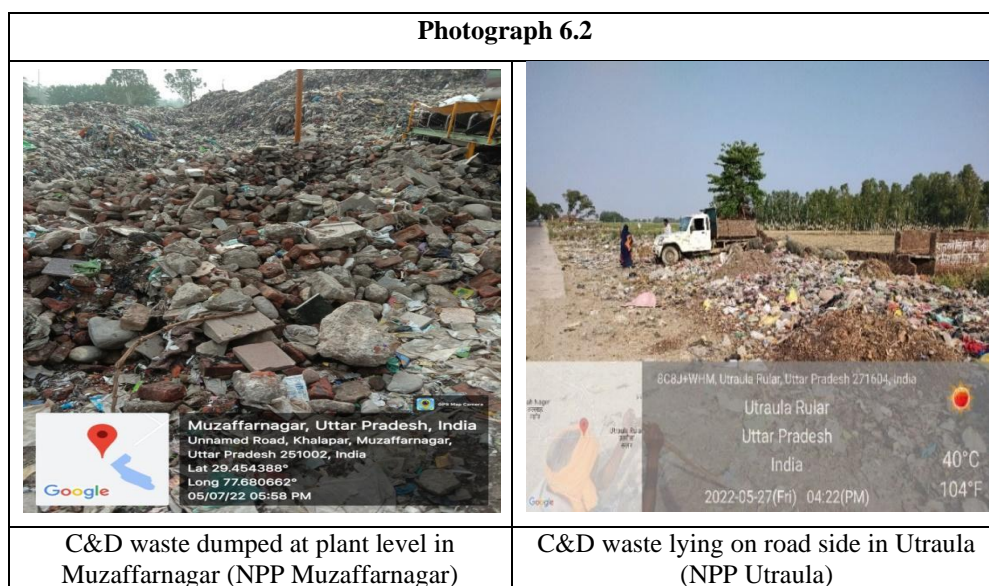 Photograph 6.2
GPS Map Camera
Muzaffarnagar, Uttar Pradesh, India
Unnamed Road, Khalapar, Muzaffarnagar,
Uttar Pradesh 251002, India
Lat 29.454388°
Long 77.680662°
05/07/22 05:58 PM
Google
8C8J+WHM, Utraula Rular, Uttar Pradesh 271604, India
Utraula Rular
Uttar Pradesh
India
40°C
104°F
2022-05-27(Fri) 04:22(PM)
Google
C&D waste dumped at plant level in
Muzaffarnagar (NPP Muzaffarnagar)
C&D waste lying on road side in Utraula
(NPP Utraula)